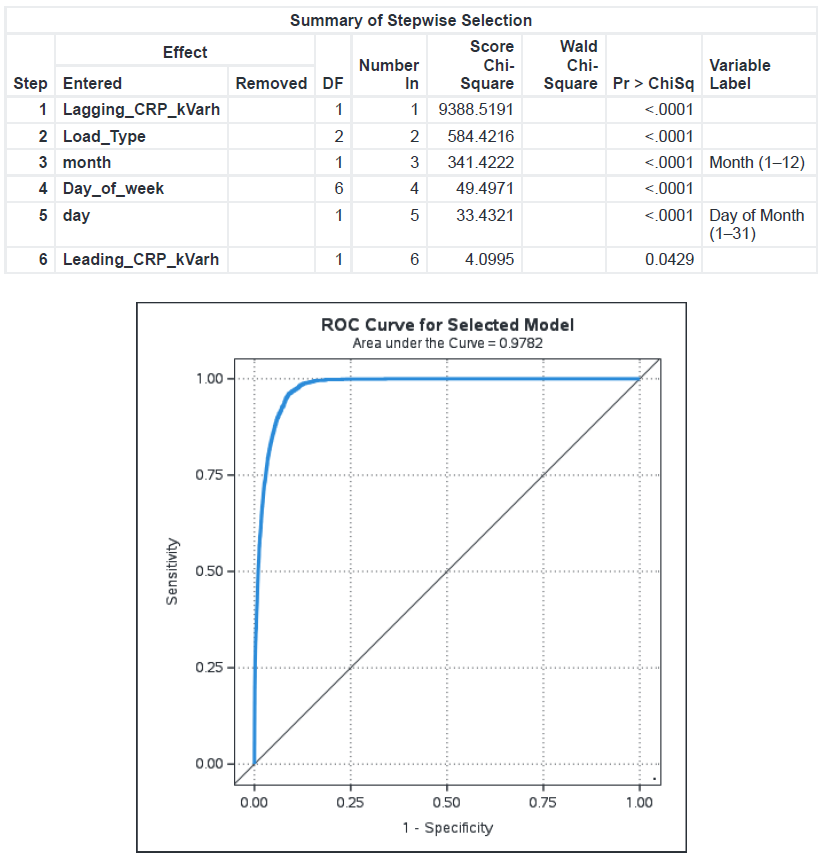 Summary of Stepwise Selection
Step Effect Number In Score Chi-Square Wald Chi-Square Pr > ChiSq Variable Label
Entered Removed DF
1 Lagging_CRP_kVarh 1 1 9388.5191 <.0001
2 Load_Type 2 2 584.4216 <.0001
3 month 1 3 341.4222 <.0001 Month (1–12)
4 Day_of_week 6 4 49.4971 <.0001
5 day 1 5 33.4321 <.0001 Day of Month (1–31)
6 Leading_CRP_kVarh 1 6 4.0995 0.0429
ROC Curve for Selected Model
Area under the Curve = 0.9782
Sensitivity
1.00
0.75
0.50
0.25
0.00
0.00 0.25 0.50 0.75 1.00
1 - Specificity